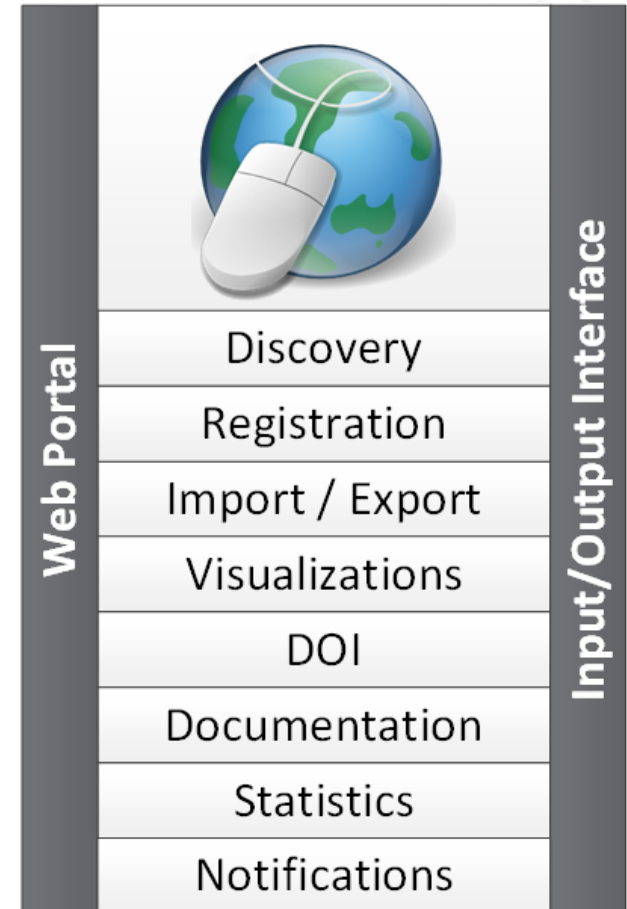 Web Portal
Discovery
Registration
Import / Export
Visualizations
DOI
Documentation
Statistics
Notifications
Input/Output Interface